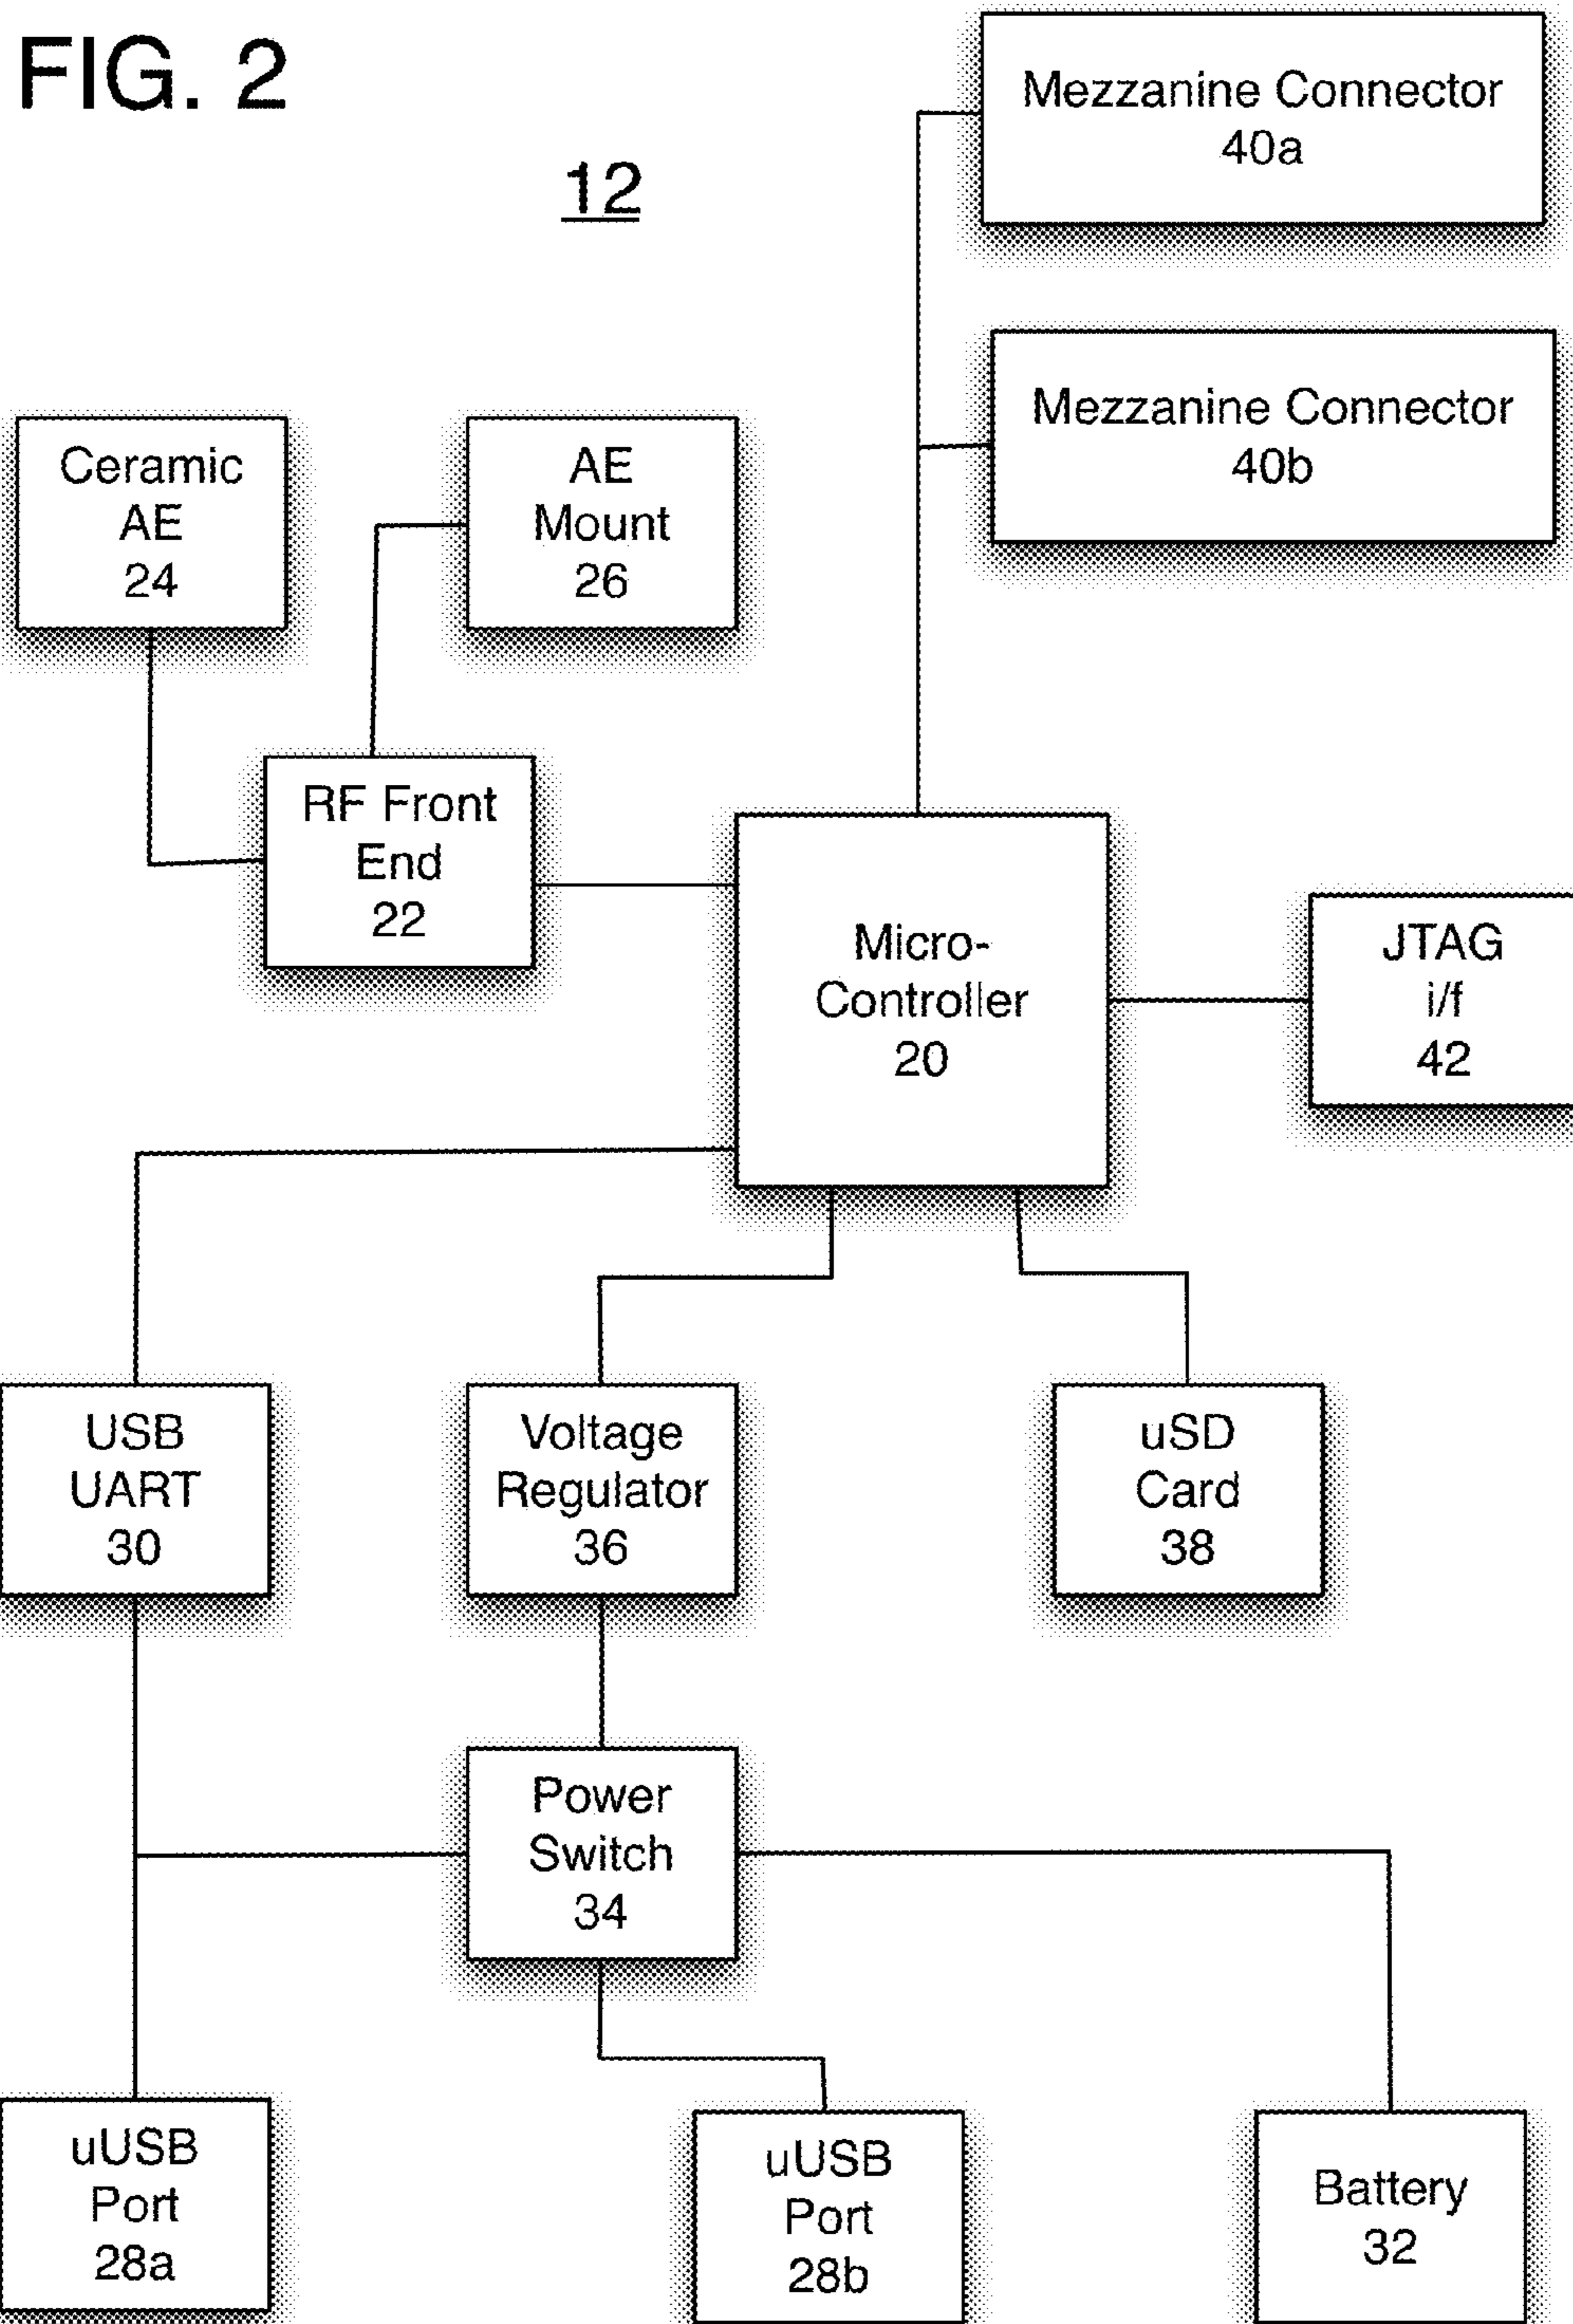 FIG. 2
12
Mezzanine Connector
40a
Mezzanine Connector
40b
Ceramic
AE
24
AE
Mount
26
RF Front
End
22
Micro-
Controller
20
JTAG
i/f
42
USB
UART
30
Voltage
Regulator
36
uSD
Card
38
Power
Switch
34
uUSB
Port
28a
uUSB
Port
28b
Battery
32